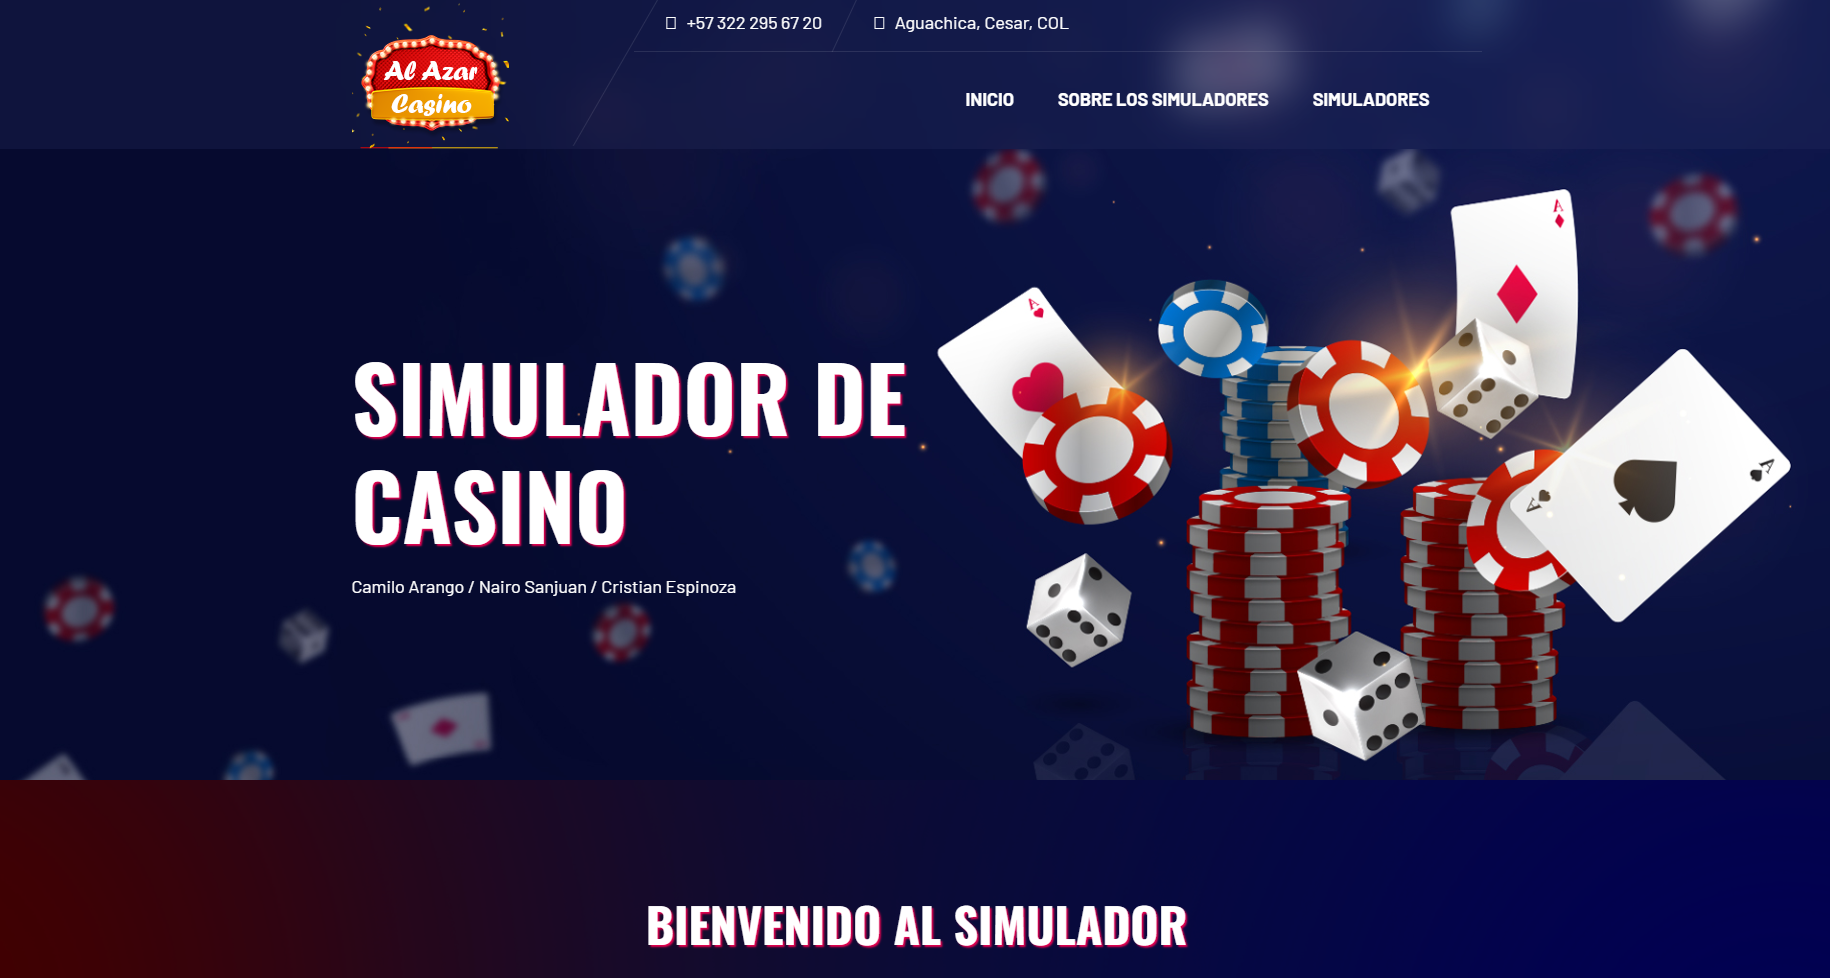 +57 322 295 67 20
Aguachica, Cesar, COL
Al Azar
Casino
INICIO
SOBRE LOS SIMULADORES
SIMULADORES
A
A
A
A
SIMULADOR DE
CASINO
Camilo Arango / Nairo Sanjuan / Cristian Espinoza
BIENVENIDO AL SIMULADOR